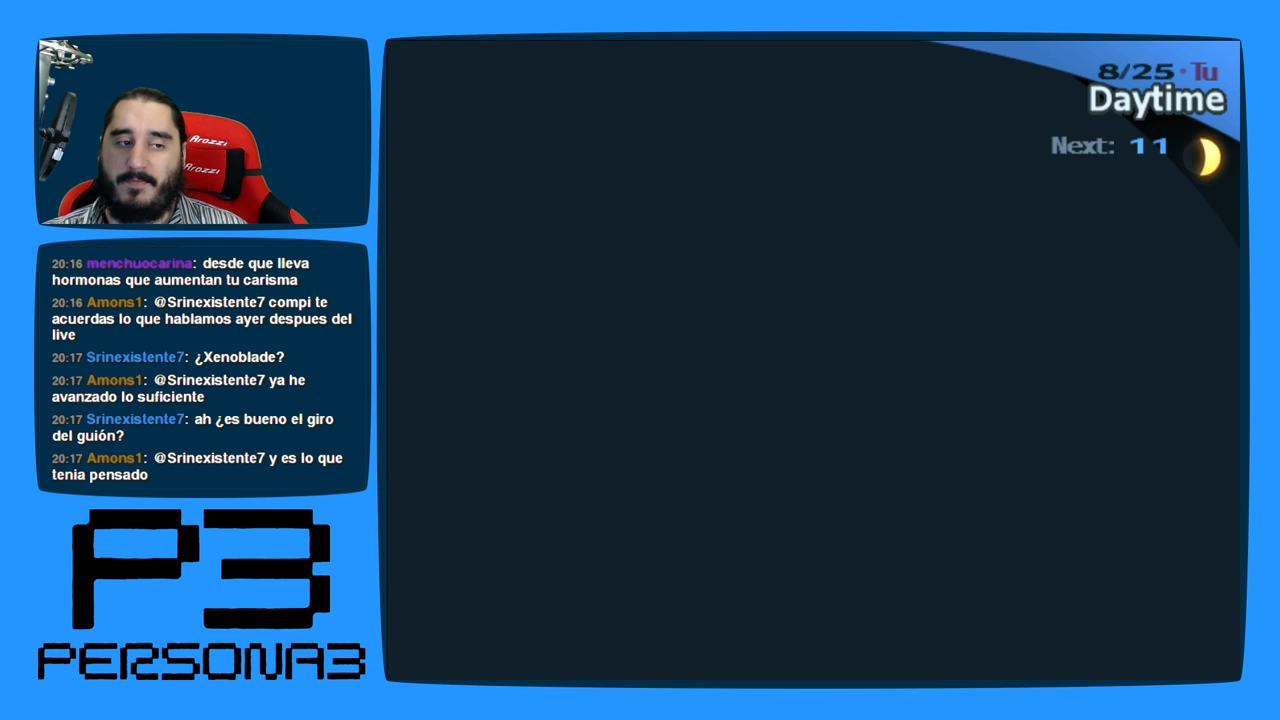 Arozzi
Arozzi
20:16 menchuocarina: desde que lleva
hormonas que aumentan tu carisma
20:16 Amons1: @Srinexistente7 compi te
acuerdas lo que hablamos ayer despues del
live
20:17 Srinexistente7: ¿Xenoblade?
20:17 Amons1: @Srinexistente7 ya he
avanzado lo suficiente
20:17 Srinexistente7: ah ¿es bueno el giro
del guión?
20:17 Amons1: @Srinexistente7 y es lo que
tenia pensado
P3
PERSONA3
8/25・Tu
Daytime
Next: 11